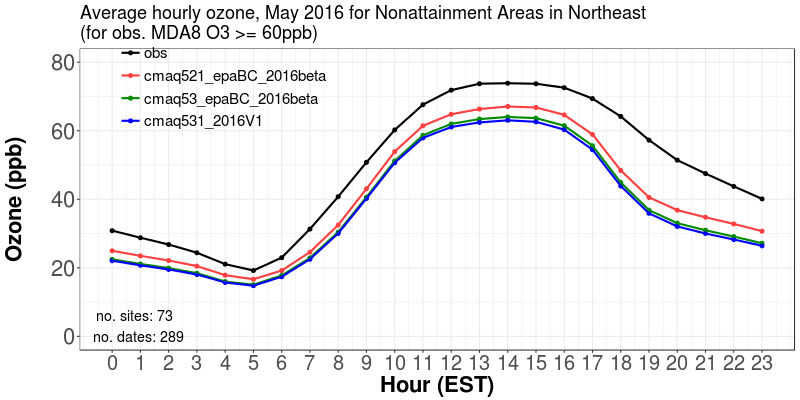 Average hourly ozone, May 2016 for Nonattainment Areas in Northeast
(for obs. MDA8 O3 >= 60ppb)
obs
cmaq521_epaBC_2016beta
cmaq53_epaBC_2016beta
cmaq531_2016V1
80
60
40
20
0
Ozone (ppb)
no. sites: 73
no. dates: 289
0 1 2 3 4 5 6 7 8 9 10 11 12 13 14 15 16 17 18 19 20 21 22 23
Hour (EST)